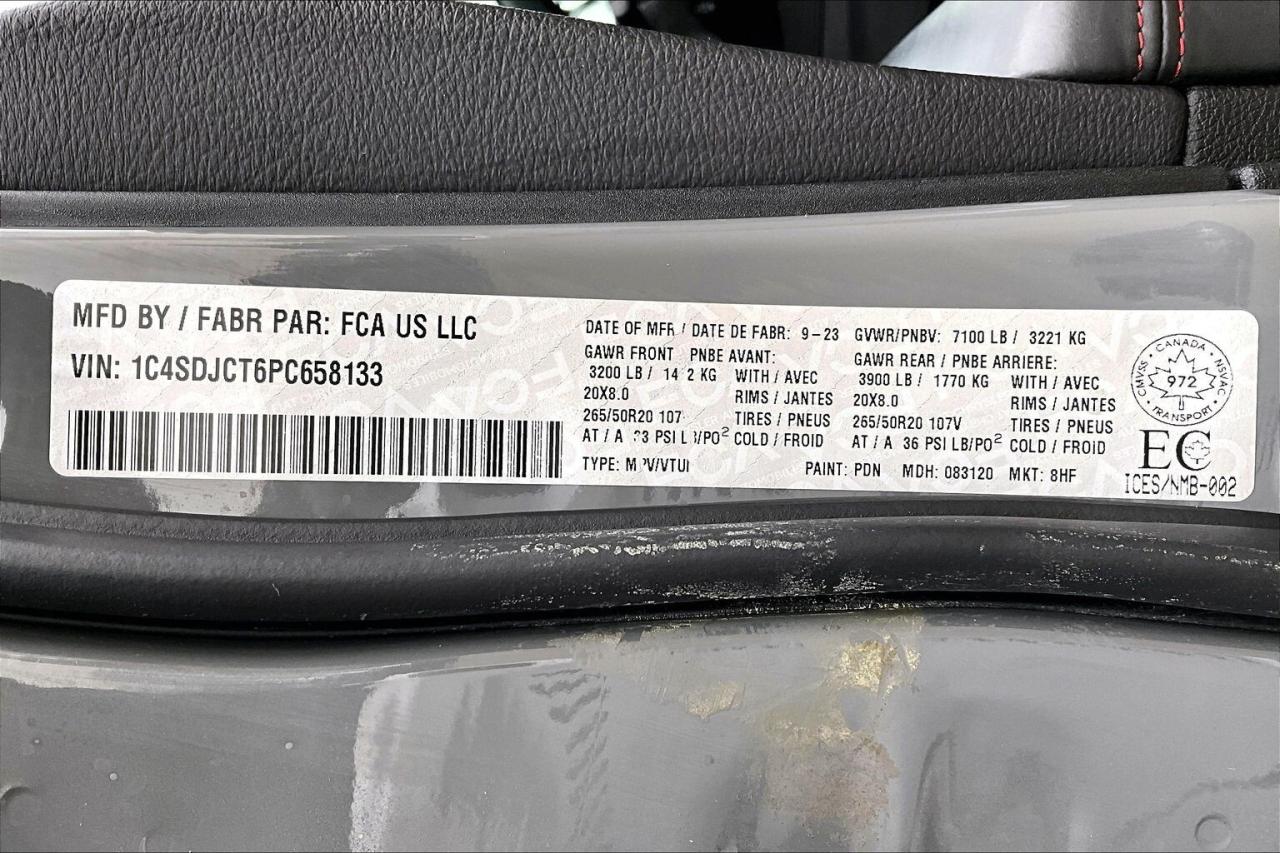 MFD BY / FABR PAR: FCA US LLC
VIN: 1C4SDJCT6PC658133
DATE OF MFR / DATE DE FABR: 9-23 GVWR/PNBV: 7100 LB / 3221 KG
GAWR FRONT PNBE AVANT: GAWR REAR / PNBE ARRIERE:
3200 LB / WITH / AVEC 3900 LB / 1770 KG WITH / AVEC
20X8.0 RIMS / JANTES 20X8.0 RIMS / JANTES
265/50R20 107 TIRES / PNEUS 265/50R20 107V TIRES / PNEUS
AT / A COLD / FROID AT / A 36 PSI LB/PO² COLD / FROID
TYPE: PAINT: PDN MDH: 083120 MKT: 8HF
CANADA
CMVSS NSVAC
972
TRANSPORT
EC
ICES/NMB-002